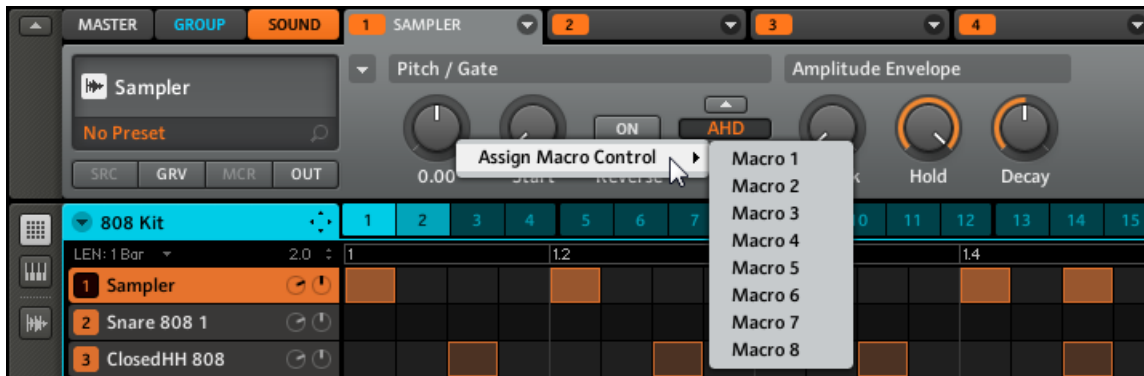 MASTER GROUP SOUND 1 SAMPLER 2 3 4
Sampler
No Preset
SRC GRV MCR OUT
Pitch / Gate Amplitude Envelope
ON AHD
0.00 Start Reverse Hold Decay
Assign Macro Control
Macro 1
Macro 2
Macro 3
Macro 4
Macro 5
Macro 6
Macro 7
Macro 8
808 Kit 1 2 3 4 5 6 7 11 12 13 14 15
LEN: 1 Bar 2.0 1 1.2 1.4
1 Sampler
2 Snare 808 1
3 ClosedHH 808